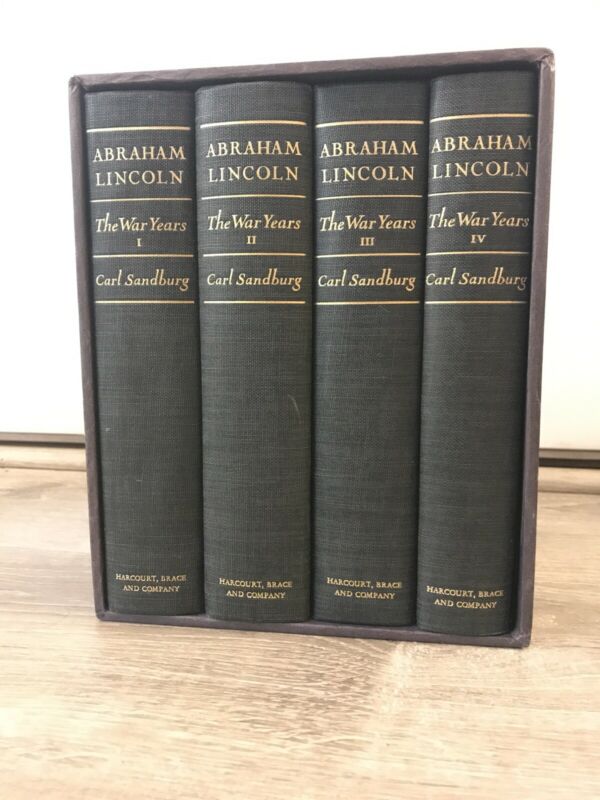 ABRAHAM
LINCOLN
The War Years
I
Carl Sandburg
HARCOURT, BRACE
AND COMPANY
ABRAHAM
LINCOLN
The War Years
II
Carl Sandburg
HARCOURT, BRACE
AND COMPANY
ABRAHAM
LINCOLN
The War Years
III
Carl Sandburg
HARCOURT, BRACE
AND COMPANY
ABRAHAM
LINCOLN
The War Years
IV
Carl Sandburg
HARCOURT, BRACE
AND COMPANY